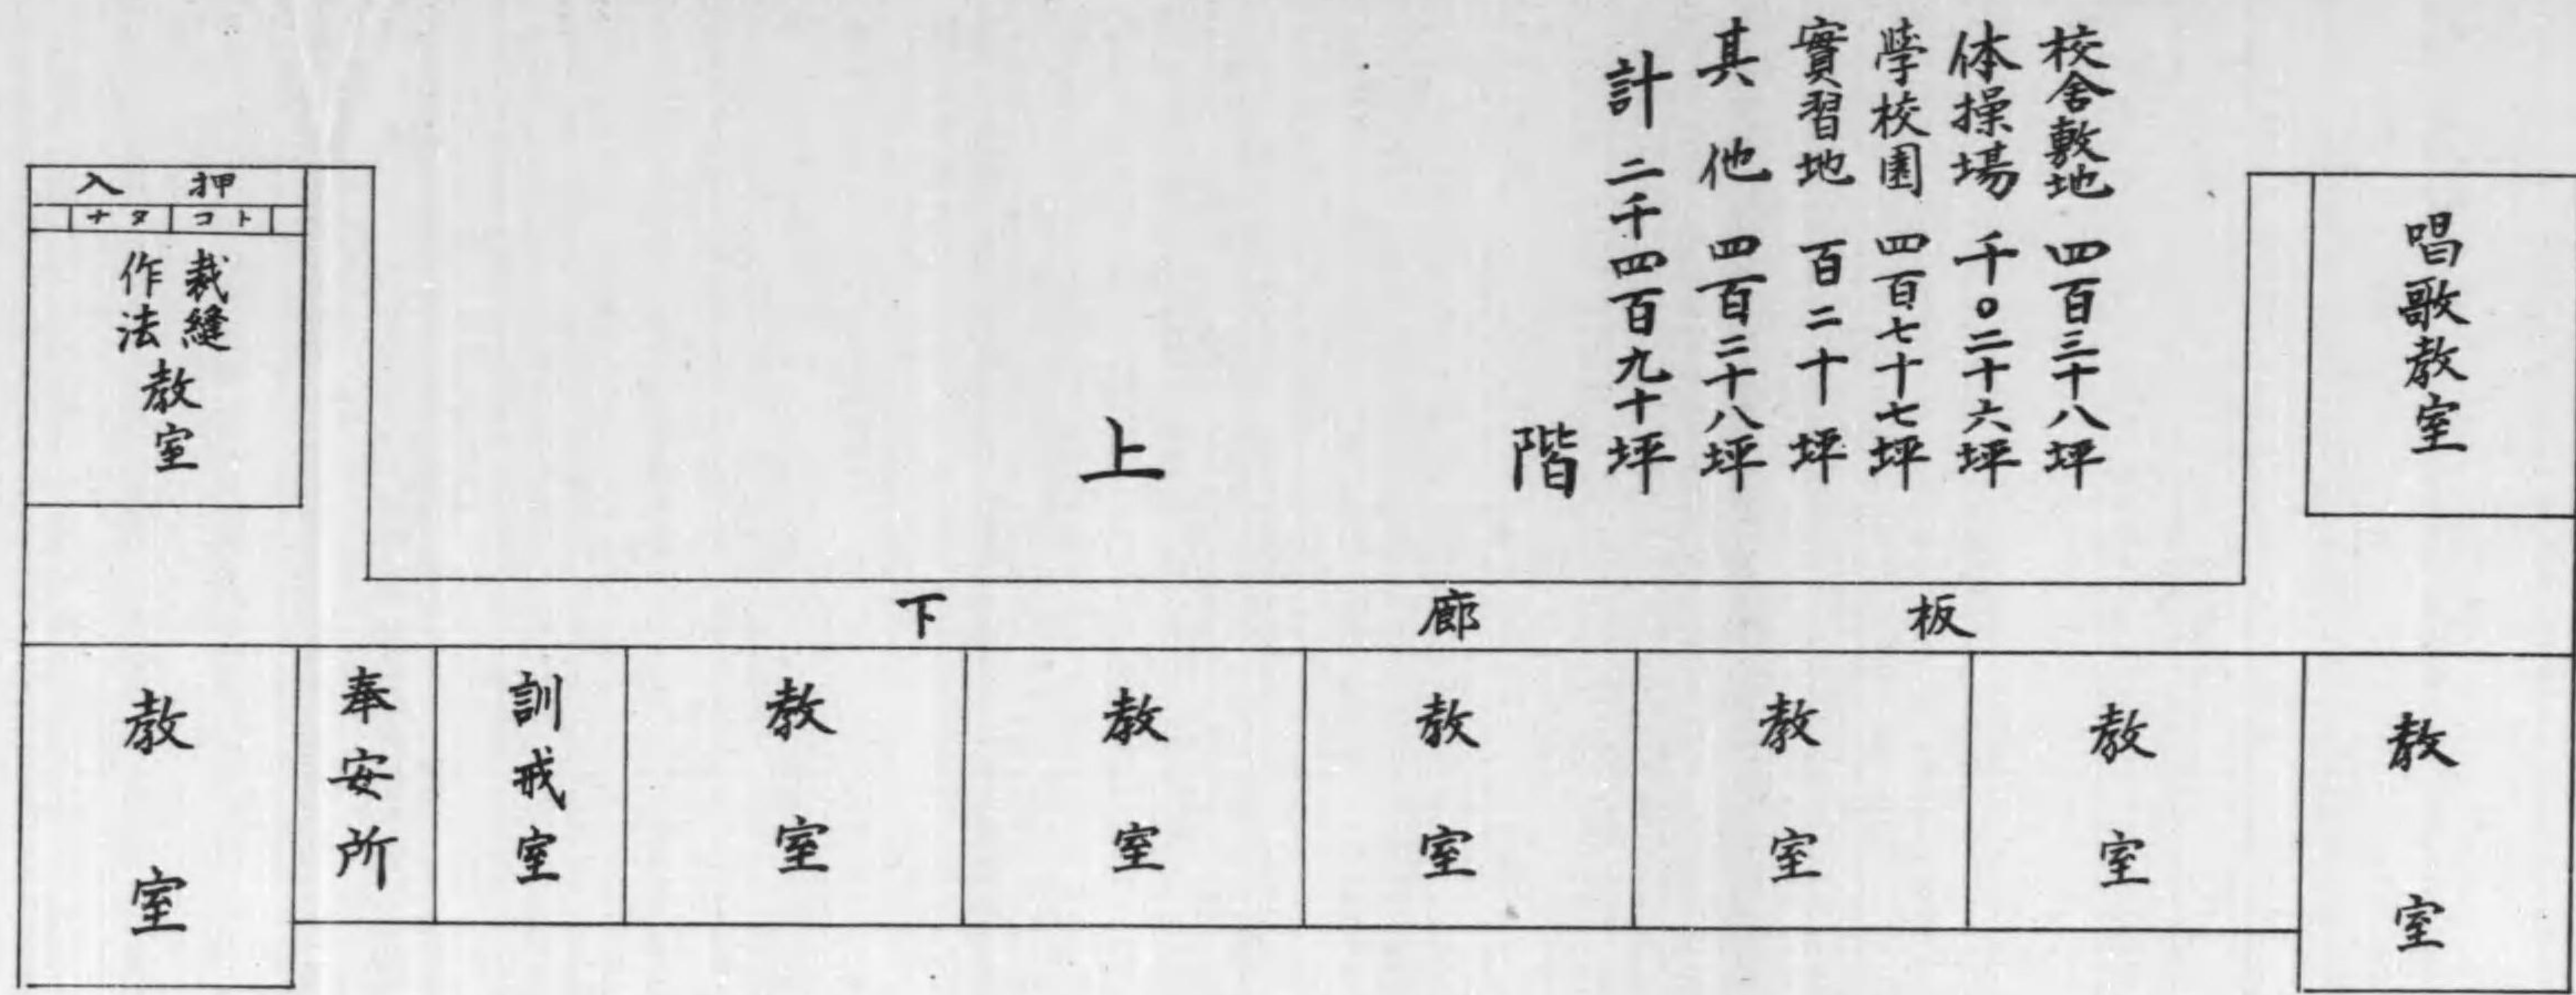 校舎敷地 四百三十八坪
体操場 千〇二十六坪
學校園 四百七十七坪
實習地 百二十坪
其他 四百二十八坪
計 二千四百九十坪
階上
唱歌教室
押入
トコ
タナ
裁縫
作法
教室
板廊下
教室
教室
教室
教室
教室
教室
訓戒室
奉安所
教室